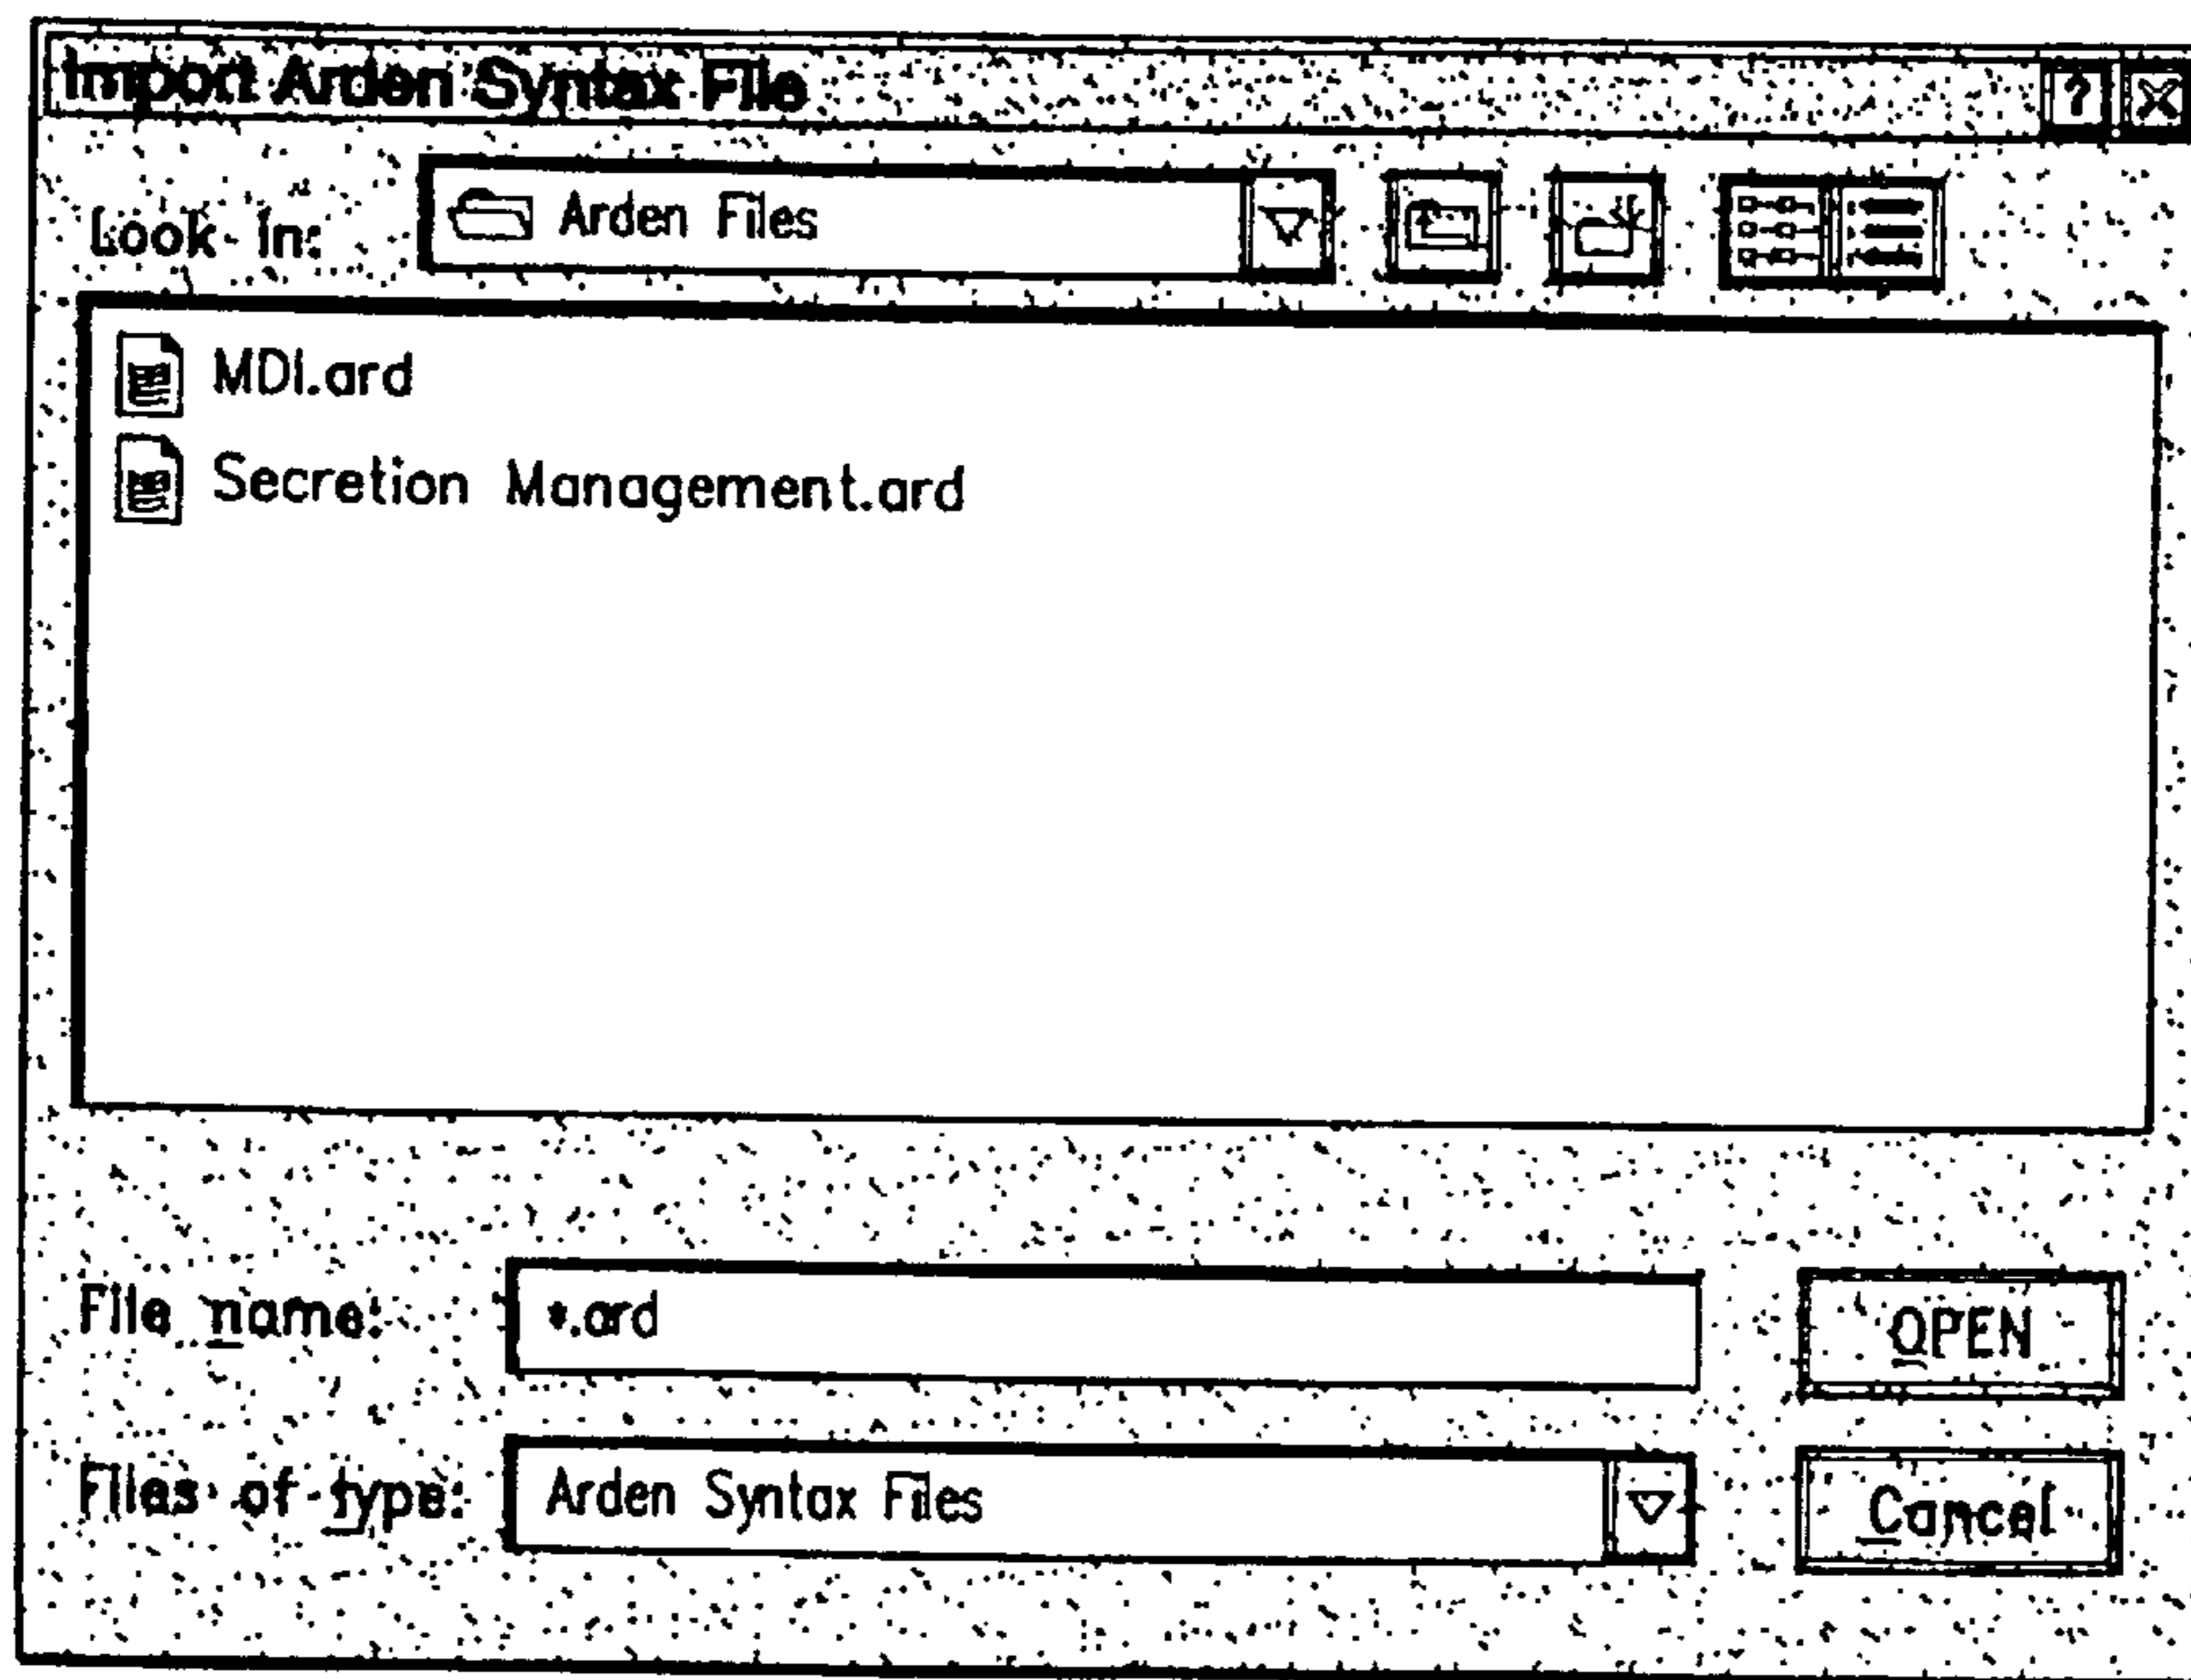 Import Arden Syntax File ? X
Look in: Arden Files
MDI.ard
Secretion Management.ard
File name: *.ard OPEN
Files of type: Arden Syntax Files Cancel